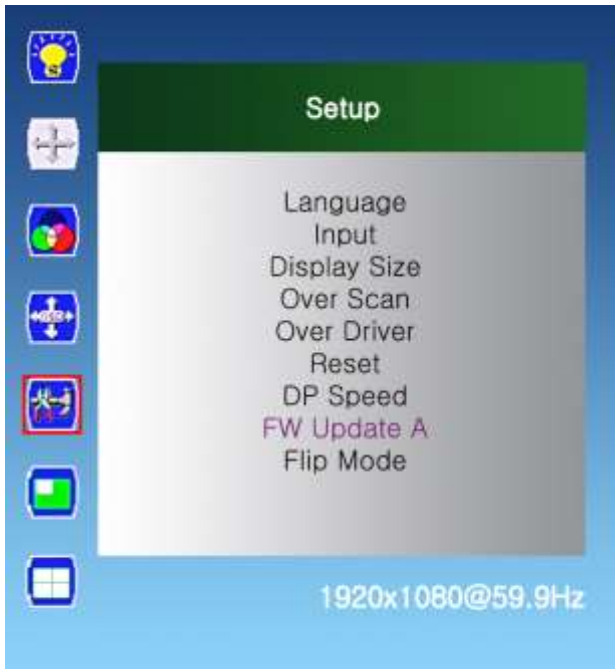 Setup
Language
Input
Display Size
Over Scan
Over Driver
Reset
DP Speed
FW Update A
Flip Mode
1920x1080@59.9Hz